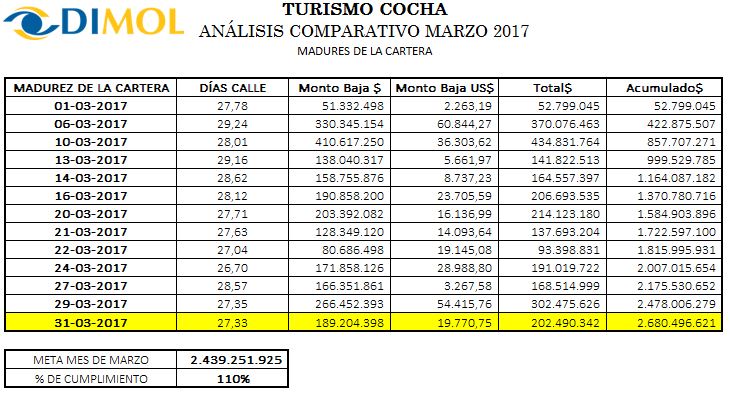 DIMOL
TURISMO COCHA
ANÁLISIS COMPARATIVO MARZO 2017
MADURES DE LA CARTERA
MADUREZ DE LA CARTERA DÍAS CALLE Monto Baja $ Monto Baja US$ Total$ Acumulado$
01-03-2017 27,78 51.332.498 2.263,19 52.799.045 52.799.045
06-03-2017 29,24 330.345.154 60.844,27 370.076.463 422.875.507
10-03-2017 28,01 410.617.250 36.303,62 434.831.764 857.707.271
13-03-2017 29,16 138.040.317 5.661,97 141.822.513 999.529.785
14-03-2017 28,62 158.755.876 8.737,23 164.557.397 1.164.087.182
16-03-2017 28,12 190.858.200 23.705,59 206.693.535 1.370.780.716
20-03-2017 27,71 203.392.082 16.136,99 214.123.180 1.584.903.896
21-03-2017 27,63 128.349.120 14.093,64 137.693.204 1.722.597.100
22-03-2017 27,04 80.686.498 19.145,08 93.398.831 1.815.995.931
24-03-2017 26,70 171.858.126 28.988,80 191.019.722 2.007.015.654
27-03-2017 28,57 166.351.861 3.267,58 168.514.999 2.175.530.652
29-03-2017 27,35 266.452.393 54.415,76 302.475.626 2.478.006.279
31-03-2017 27,33 189.204.398 19.770,75 202.490.342 2.680.496.621
META MES DE MARZO 2.439.251.925
% DE CUMPLIMIENTO 110%